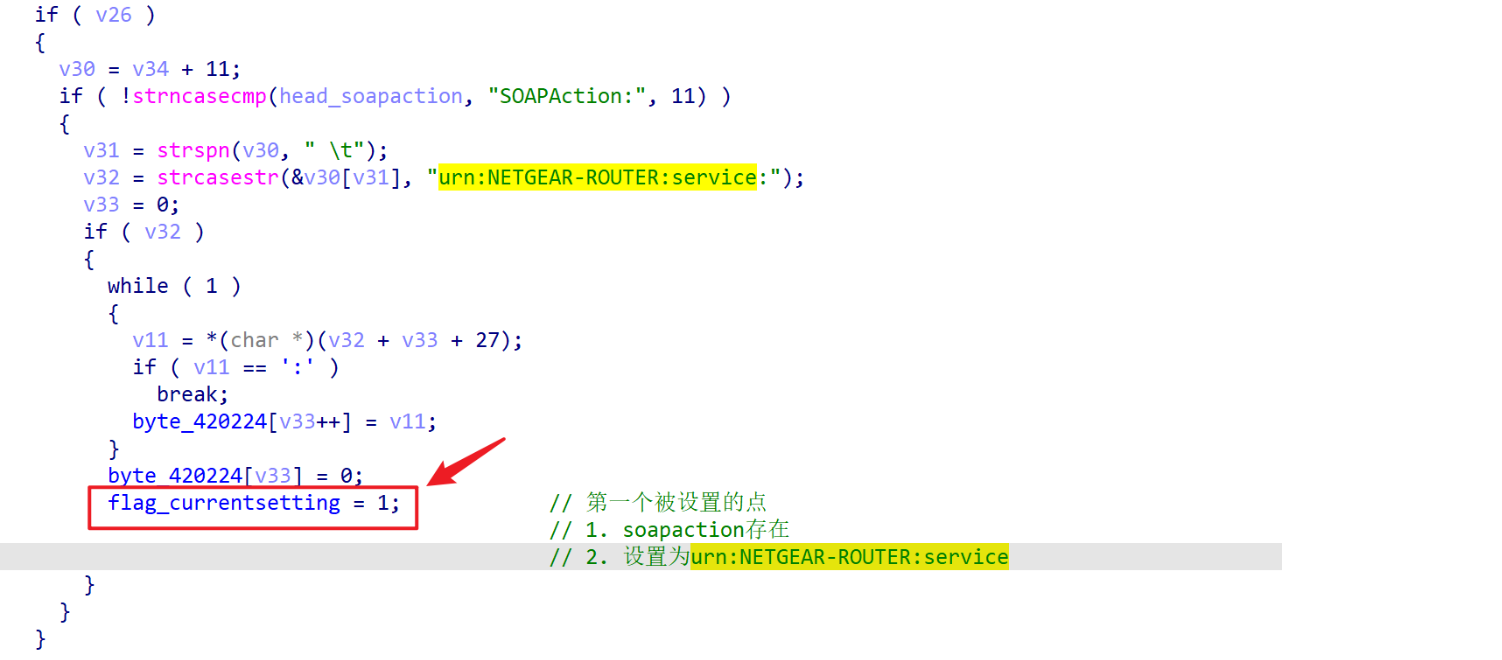 if ( v26 )
{
v30 = v34 + 11;
if ( !strncasecmp(head_soapaction, "SOAPAction:", 11) )
{
v31 = strspn(v30, " \t");
v32 = strcasestr(&v30[v31], "urn:NETGEAR-ROUTER:service:");
v33 = 0;
if ( v32 )
{
while ( 1 )
{
v11 = *(char *)(v32 + v33 + 27);
if ( v11 == ':' )
break;
byte_420224[v33++] = v11;
}
byte_420224[v33] = 0;
flag_currentsetting = 1; // 第一个被设置的点
// 1. soapaction存在
// 2. 设置为urn:NETGEAR-ROUTER:service
}
}
}